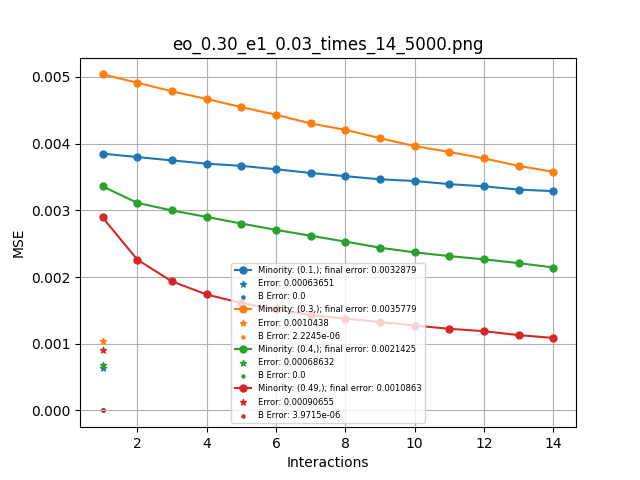 eo_0.30_e1_0.03_times_14_5000.png
MSE
0.005
0.004
0.003
0.002
0.001
0.000
Minority: (0.1,); final error: 0.0032879
Error: 0.00063651
B Error: 0.0
Minority: (0.3,); final error: 0.0035779
Error: 0.0010438
B Error: 2.2245e-06
Minority: (0.4,); final error: 0.0021425
Error: 0.00068632
B Error: 0.0
Minority: (0.49,); final error: 0.0010863
Error: 0.00090655
B Error: 3.9715e-06
2 4 6 8 10 12 14
Interactions